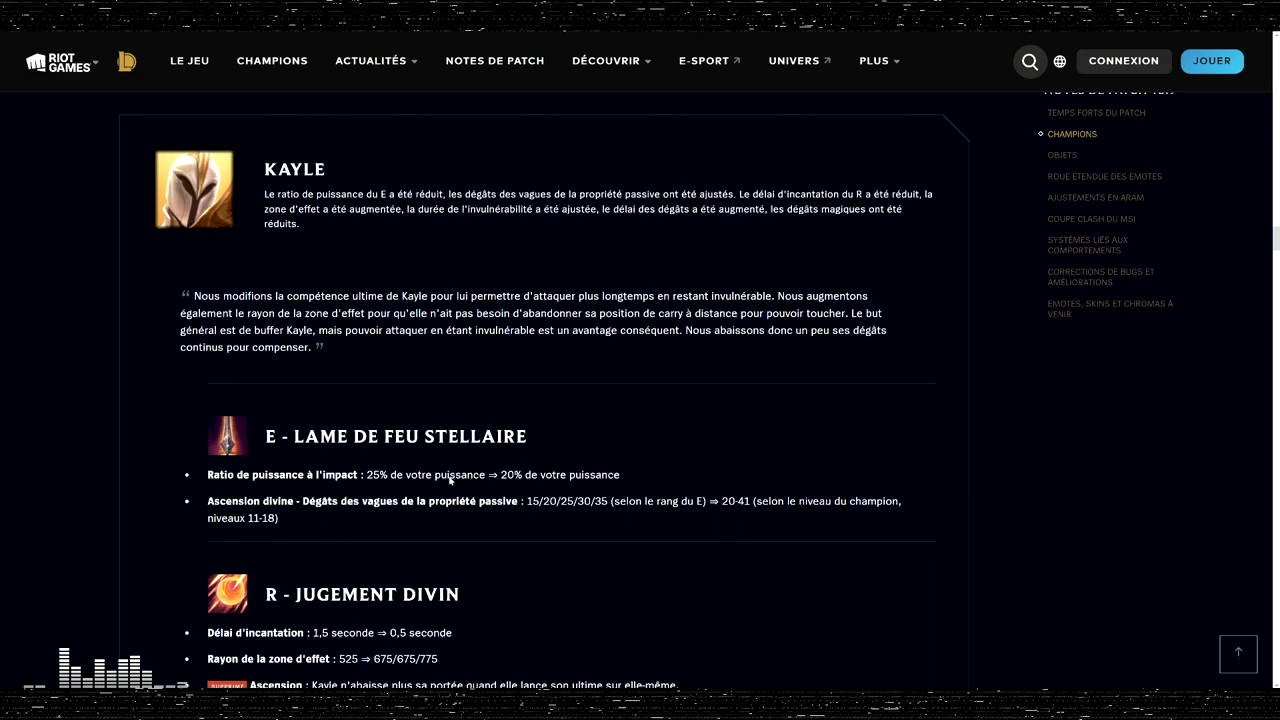 RIOT GAMES
LE JEU CHAMPIONS ACTUALITÉS NOTES DE PATCH DÉCOUVRIR E-SPORT UNIVERS PLUS CONNEXION JOUER
TEMPS FORTS DU PATCH
CHAMPIONS
OBJETS
ROUE ÉTENDUE DES EMOTES
AJUSTEMENTS EN ARAM
COUPE CLASH DU MSI
SYSTÈMES LIÉS AUX
COMPORTEMENTS
CORRECTIONS DE BUGS ET
AMÉLIORATIONS
EMOTES, SKINS ET CHROMAS À
VENIR
KAYLE
Le ratio de puissance du E a été réduit, les dégâts des vagues de la propriété passive ont été ajustés. Le délai d'incantation du R a été réduit, la
zone d'effet a été augmentée, la durée de l'invulnérabilité a été ajustée, le délai des dégâts a été augmenté, les dégâts magiques ont été
réduits.
“ Nous modifions la compétence ultime de Kayle pour lui permettre d'attaquer plus longtemps en restant invulnérable. Nous augmentons
également le rayon de la zone d'effet pour qu'elle n'ait pas besoin d'abandonner sa position de carry à distance pour pouvoir toucher. Le but
général est de buffer Kayle, mais pouvoir attaquer en étant invulnérable est un avantage conséquent. Nous abaissons donc un peu ses dégâts
continus pour compenser. ”
E - LAME DE FEU STELLAIRE
• Ratio de puissance à l'impact : 25% de votre puissance ⇒ 20% de votre puissance
• Ascension divine - Dégâts des vagues de la propriété passive : 15/20/25/30/35 (selon le rang du E) ⇒ 20-41 (selon le niveau du champion,
niveaux 11-18)
R - JUGEMENT DIVIN
• Délai d'incantation : 1,5 seconde ⇒ 0,5 seconde
• Rayon de la zone d'effet : 525 ⇒ 675/675/775
• SUPPRIMÉ Ascension : Kayle n'abaisse plus sa portée quand elle lance son ultime sur elle-même.